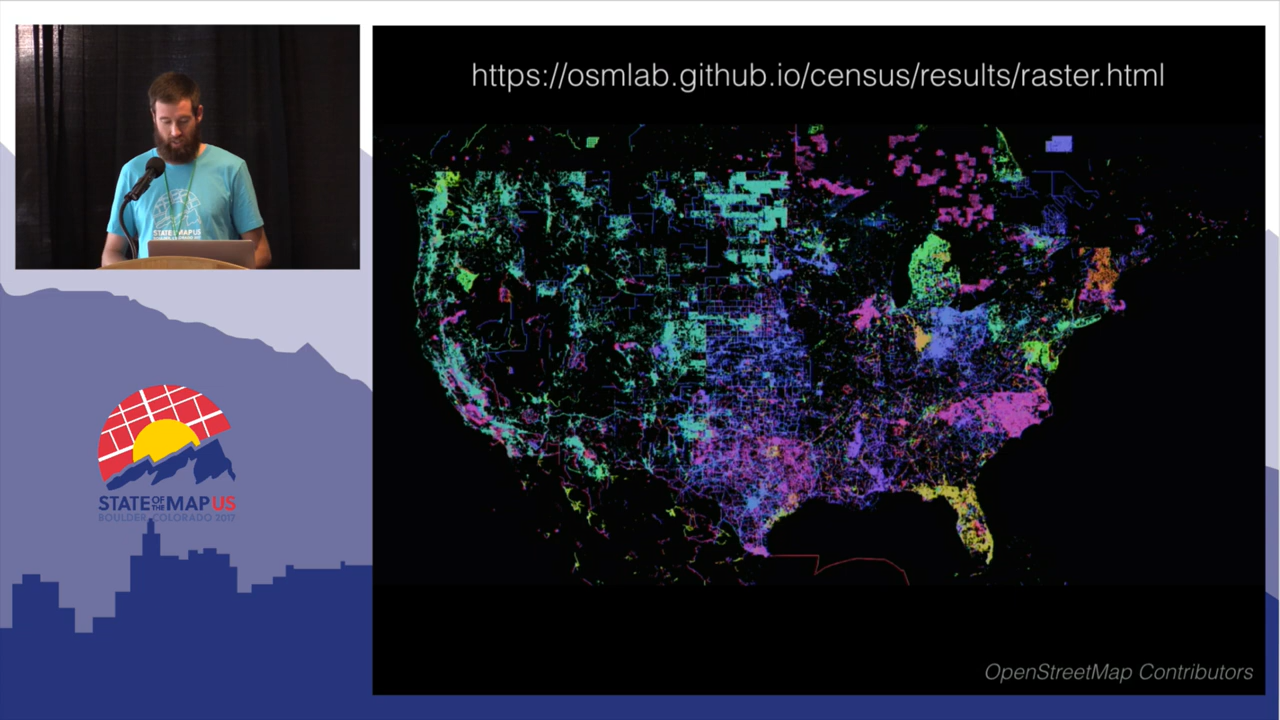 https://osmlab.github.io/census/results/raster.html
STATE OF THE MAP US
BOULDER, COLORADO 2017
OpenStreetMap Contributors